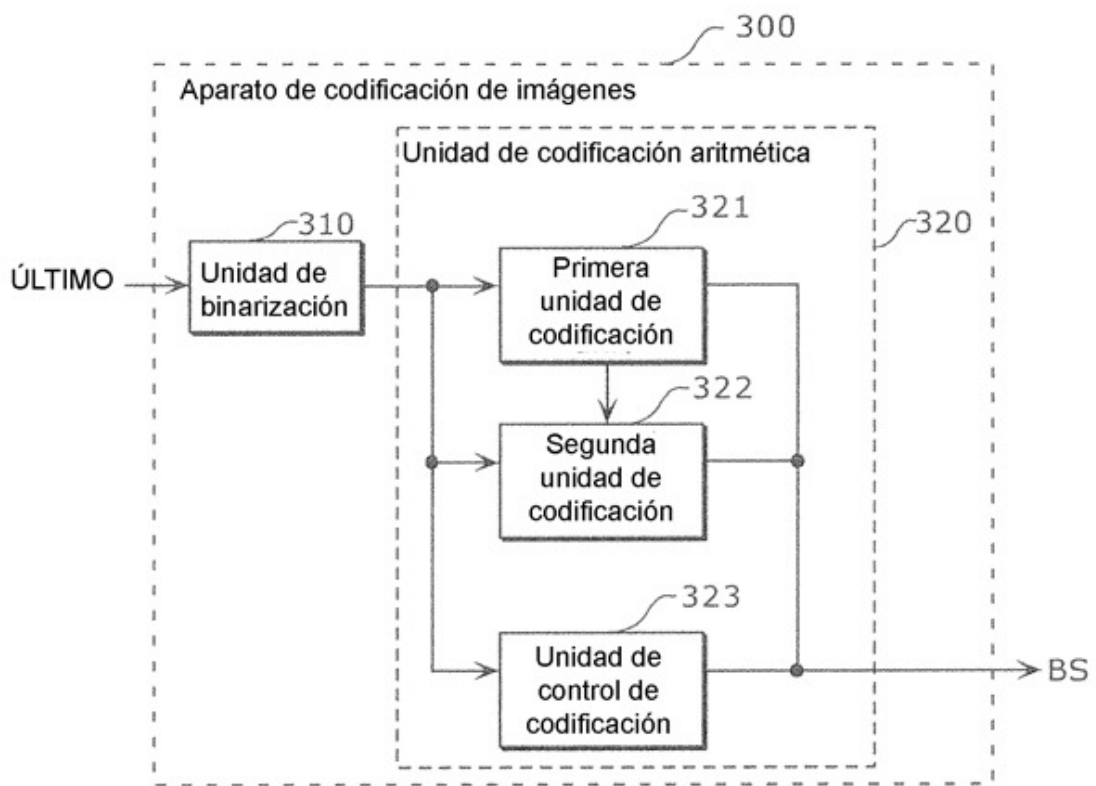 300
Aparato de codificación de imágenes
Unidad de codificación aritmética
310
321
320
ÚLTIMO
Unidad de
binarización
Primera
unidad de
codificación
322
Segunda
unidad de
codificación
323
Unidad de
control de
codificación
BS